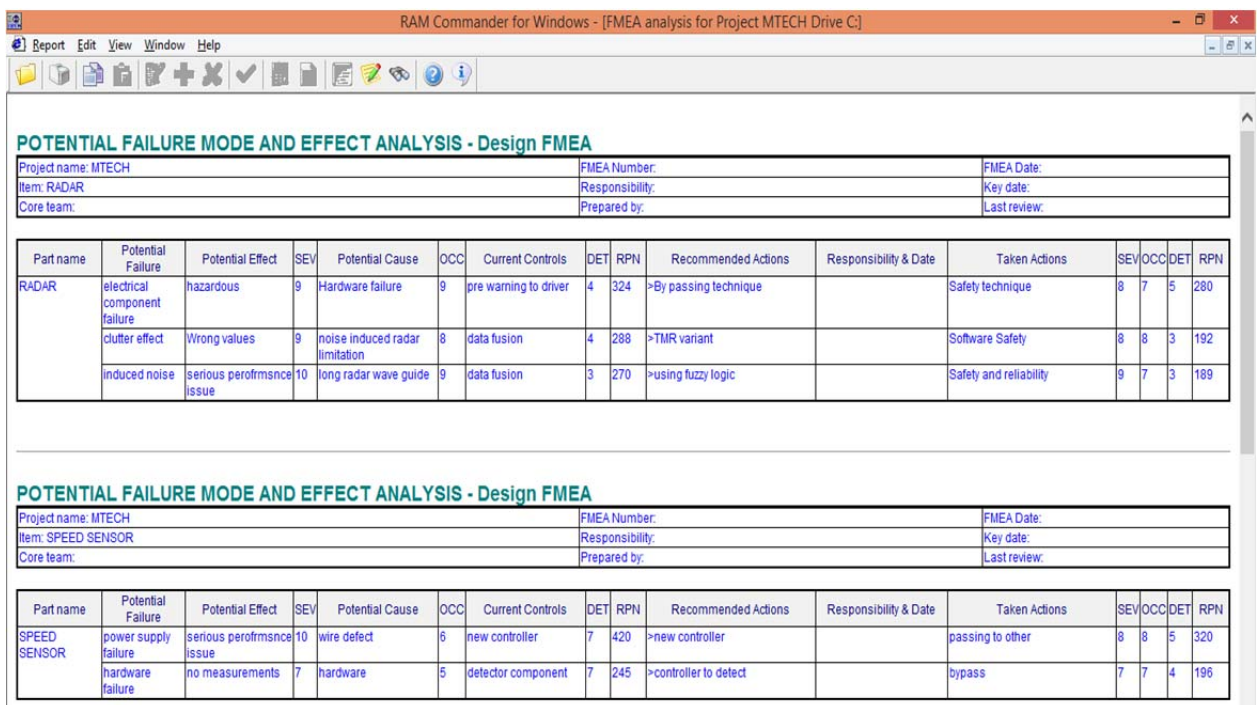 RAM Commander for Windows - [FMEA analysis for Project MTECH Drive C:]
Report Edit View Window Help
POTENTIAL FAILURE MODE AND EFFECT ANALYSIS - Design FMEA
Project name: MTECH FMEA Number: FMEA Date:
Item: RADAR Responsibility: Key date:
Core team: Prepared by: Last review:
Part name Potential Failure Potential Effect SEV Potential Cause OCC Current Controls DET RPN Recommended Actions Responsibility & Date Taken Actions SEV OCC DET RPN
RADAR electrical component failure hazardous 9 Hardware failure 9 pre warning to driver 4 324 >By passing technique Safety technique 8 7 5 280
clutter effect Wrong values 9 noise induced radar limitation 8 data fusion 4 288 >TMR variant Software Safety 8 8 3 192
induced noise serious perofrmsnce issue 10 long radar wave guide 9 data fusion 3 270 >using fuzzy logic Safety and reliability 9 7 3 189
POTENTIAL FAILURE MODE AND EFFECT ANALYSIS - Design FMEA
Project name: MTECH FMEA Number: FMEA Date:
Item: SPEED SENSOR Responsibility: Key date:
Core team: Prepared by: Last review:
Part name Potential Failure Potential Effect SEV Potential Cause OCC Current Controls DET RPN Recommended Actions Responsibility & Date Taken Actions SEV OCC DET RPN
SPEED SENSOR power supply failure serious perofrmsnce issue 10 wire defect 6 new controller 7 420 >new controller passing to other 8 8 5 320
hardware failure no measurements 7 hardware 5 detector component 7 245 >controller to detect bypass 7 7 4 196